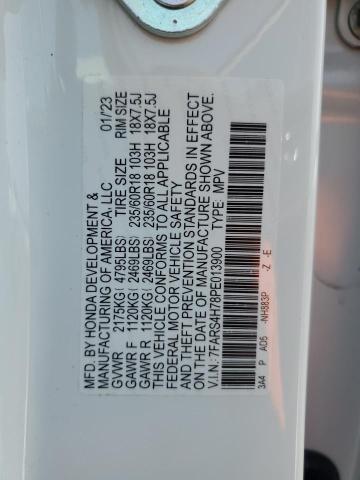 MFD. BY HONDA DEVELOPMENT & 01/23
MANUFACTURING OF AMERICA, LLC
TIRE SIZE RIM SIZE
GVWR 2175KG(4795LBS)
GAWR F 1120KG(2469LBS) 235/60R18 103H 18X7.5J
GAWR R 1120KG(2469LBS) 235/60R18 103H 18X7.5J
THIS VEHICLE CONFORMS TO ALL APPLICABLE
FEDERAL MOTOR VEHICLE SAFETY
AND THEFT PREVENTION STANDARDS IN EFFECT
ON THE DATE OF MANUFACTURE SHOWN ABOVE.
V.I.N.: 7FARS4H78PE013900 TYPE: MPV
3A4 P AD5 -NH883P -Z -E